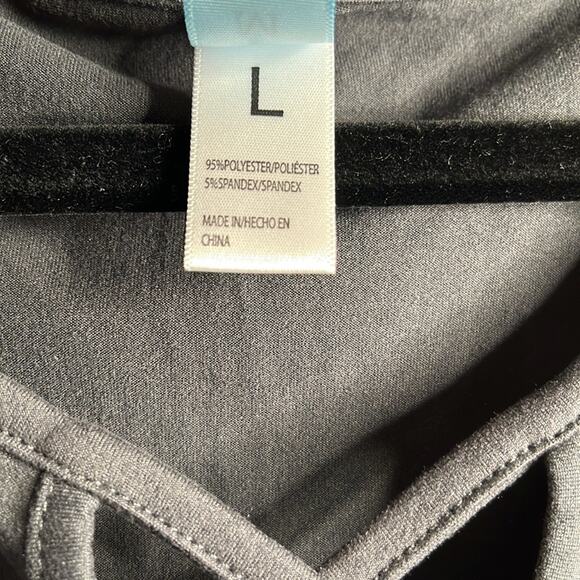 L
95%POLYESTER/POLIÉSTER
5%SPANDEX/SPANDEX
MADE IN/HECHO EN
CHINA